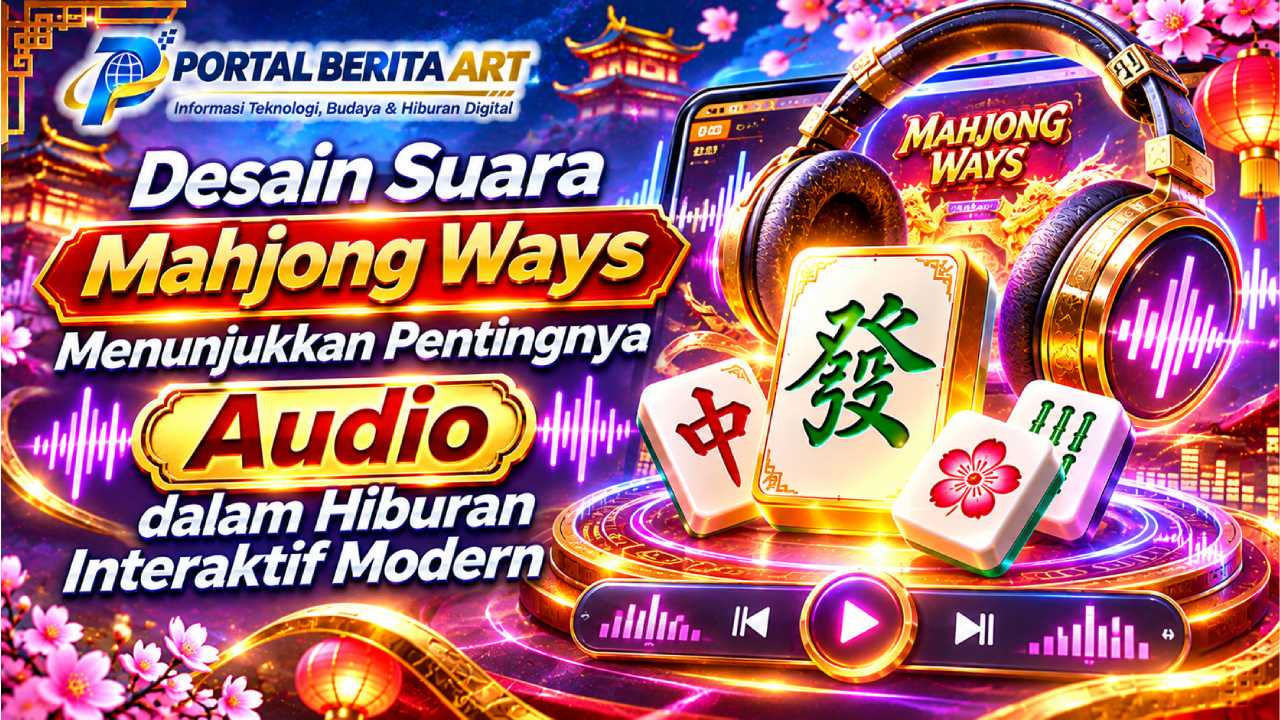 PORTAL BERITA ART
Informasi Teknologi, Budaya & Hiburan Digital
Desain Suara
Mahjong Ways
Menunjukkan Pentingnya
Audio
dalam Hiburan
Interaktif Modern
MAHJONG
WAYS
發
中